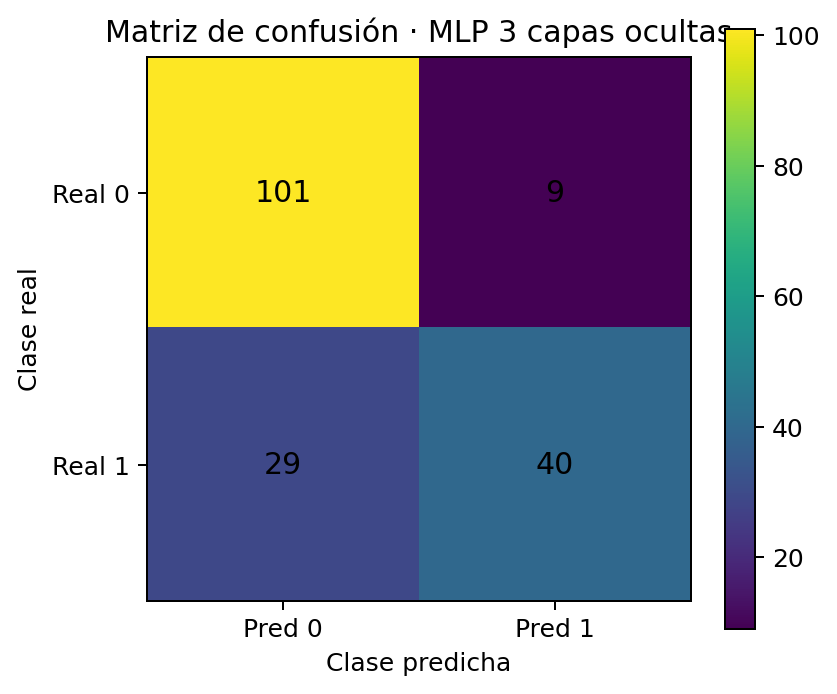 Matriz de confusión · MLP 3 capas ocultas
Clase real
Real 0
101
9
Real 1
29
40
Pred 0
Pred 1
Clase predicha
100
80
60
40
20